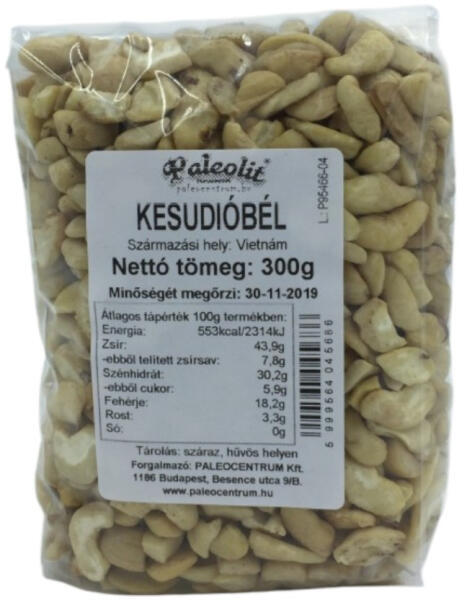 Paleolit®
paleocentrum.hu
KESUDIÓBÉL
Származási hely: Vietnám
Nettó tömeg: 300g
Minőségét megőrzi: 30-11-2019
Átlagos tápérték 100g termékben:
Energia: 553kcal/2314kJ
Zsír: 43,9g
-ebből telített zsírsav: 7,8g
Szénhidrát: 30,2g
-ebből cukor: 5,9g
Fehérje: 18,2g
Rost: 3,3g
Só: 0g
Tárolás: száraz, hűvös helyen
Forgalmazó: PALEOCENTRUM Kft.
1186 Budapest, Besence utca 9/B.
www.paleocentrum.hu
L.: P95466-04
5 999564 045686